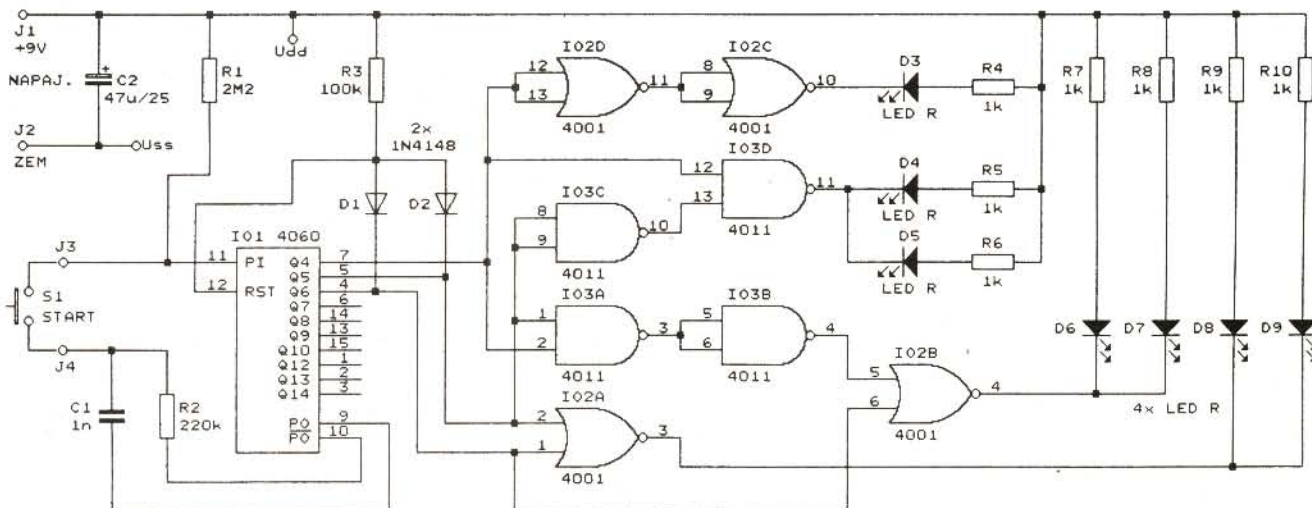 J1
+9V
NAPAJ.
C2
47u/25
J2
ZEM
Uss
Udd
R1
2M2
R3
100k
2x
1N4148
D1
D2
J3
S1
START
J4
C1
1n
R2
220k
IO1 4060
11 PI
12 RST
Q4 7
Q5 5
Q6 4
Q7 6
Q8 14
Q9 13
Q10 15
Q12 1
Q13 2
Q14 3
PO 9
PO 10
IO2D
12
13
11
4001
IO2C
8
9
10
4001
D3
LED R
R4
1k
IO3D
12
13
11
4011
D4
LED R
R5
1k
D5
LED R
R6
1k
IO3C
8
9
10
4011
IO3A
1
2
3
4011
IO3B
5
6
4
4011
IO2A
2
1
3
4001
IO2B
5
6
4
4001
R7
1k
R8
1k
R9
1k
R10
1k
D6
D7
D8
D9
4x LED R